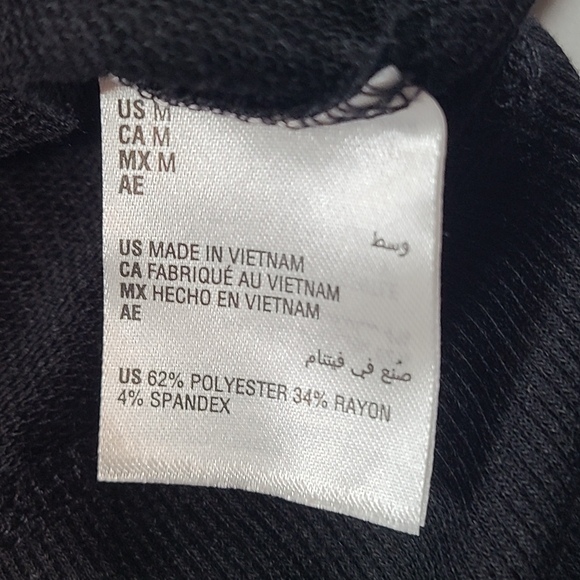 US M
CA M
MX M
AE
وسط
US MADE IN VIETNAM
CA FABRIQUÉ AU VIETNAM
MX HECHO EN VIETNAM
AE
صُنع في فيتنام
US 62% POLYESTER 34% RAYON
4% SPANDEX